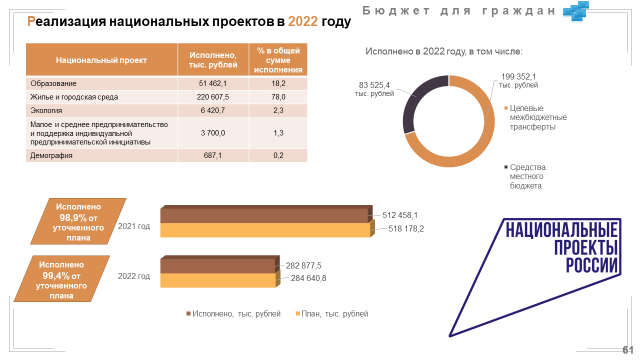 Бюджет для граждан
Реализация национальных проектов в 2022 году
Национальный проект
Исполнено,
тыс. рублей
% в общей
сумме
исполнения
Образование 51 462,1 18,2
Жилье и городская среда 220 607,5 78,0
Экология 6 420,7 2,3
Малое и среднее предпринимательство
и поддержка индивидуальной
предпринимательской инициативы
3 700,0 1,3
Демография 687,1 0,2
Исполнено в 2022 году, в том числе:
83 525,4
тыс. рублей
199 352,1
тыс. рублей
Целевые
межбюджетные
трансферты
Средства
местного
бюджета
Исполнено
98,9% от
уточненного
плана
2021 год
512 458,1
518 178,2
Исполнено
99,4% от
уточненного
плана
2022 год
282 877,5
284 640,8
Исполнено, тыс. рублей
План, тыс. рублей
НАЦИОНАЛЬНЫЕ
ПРОЕКТЫ
РОССИИ
61